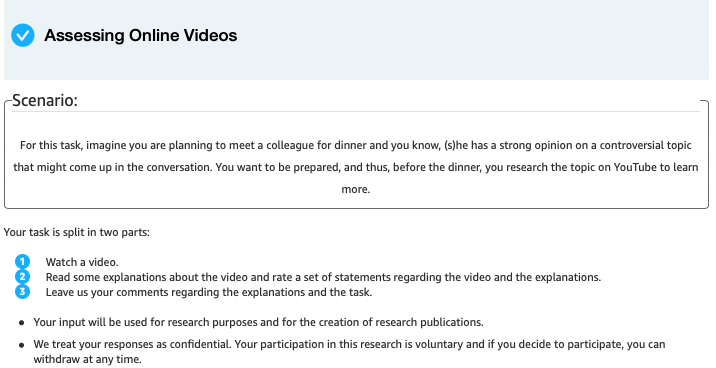 Assessing Online Videos
Scenario:
For this task, imagine you are planning to meet a colleague for dinner and you know, (s)he has a strong opinion on a controversial topic
that might come up in the conversation. You want to be prepared, and thus, before the dinner, you research the topic on YouTube to learn
more.
Your task is split in two parts:
1 Watch a video.
2 Read some explanations about the video and rate a set of statements regarding the video and the explanations.
3 Leave us your comments regarding the explanations and the task.
• Your input will be used for research purposes and for the creation of research publications.
• We treat your responses as confidential. Your participation in this research is voluntary and if you decide to participate, you can
withdraw at any time.